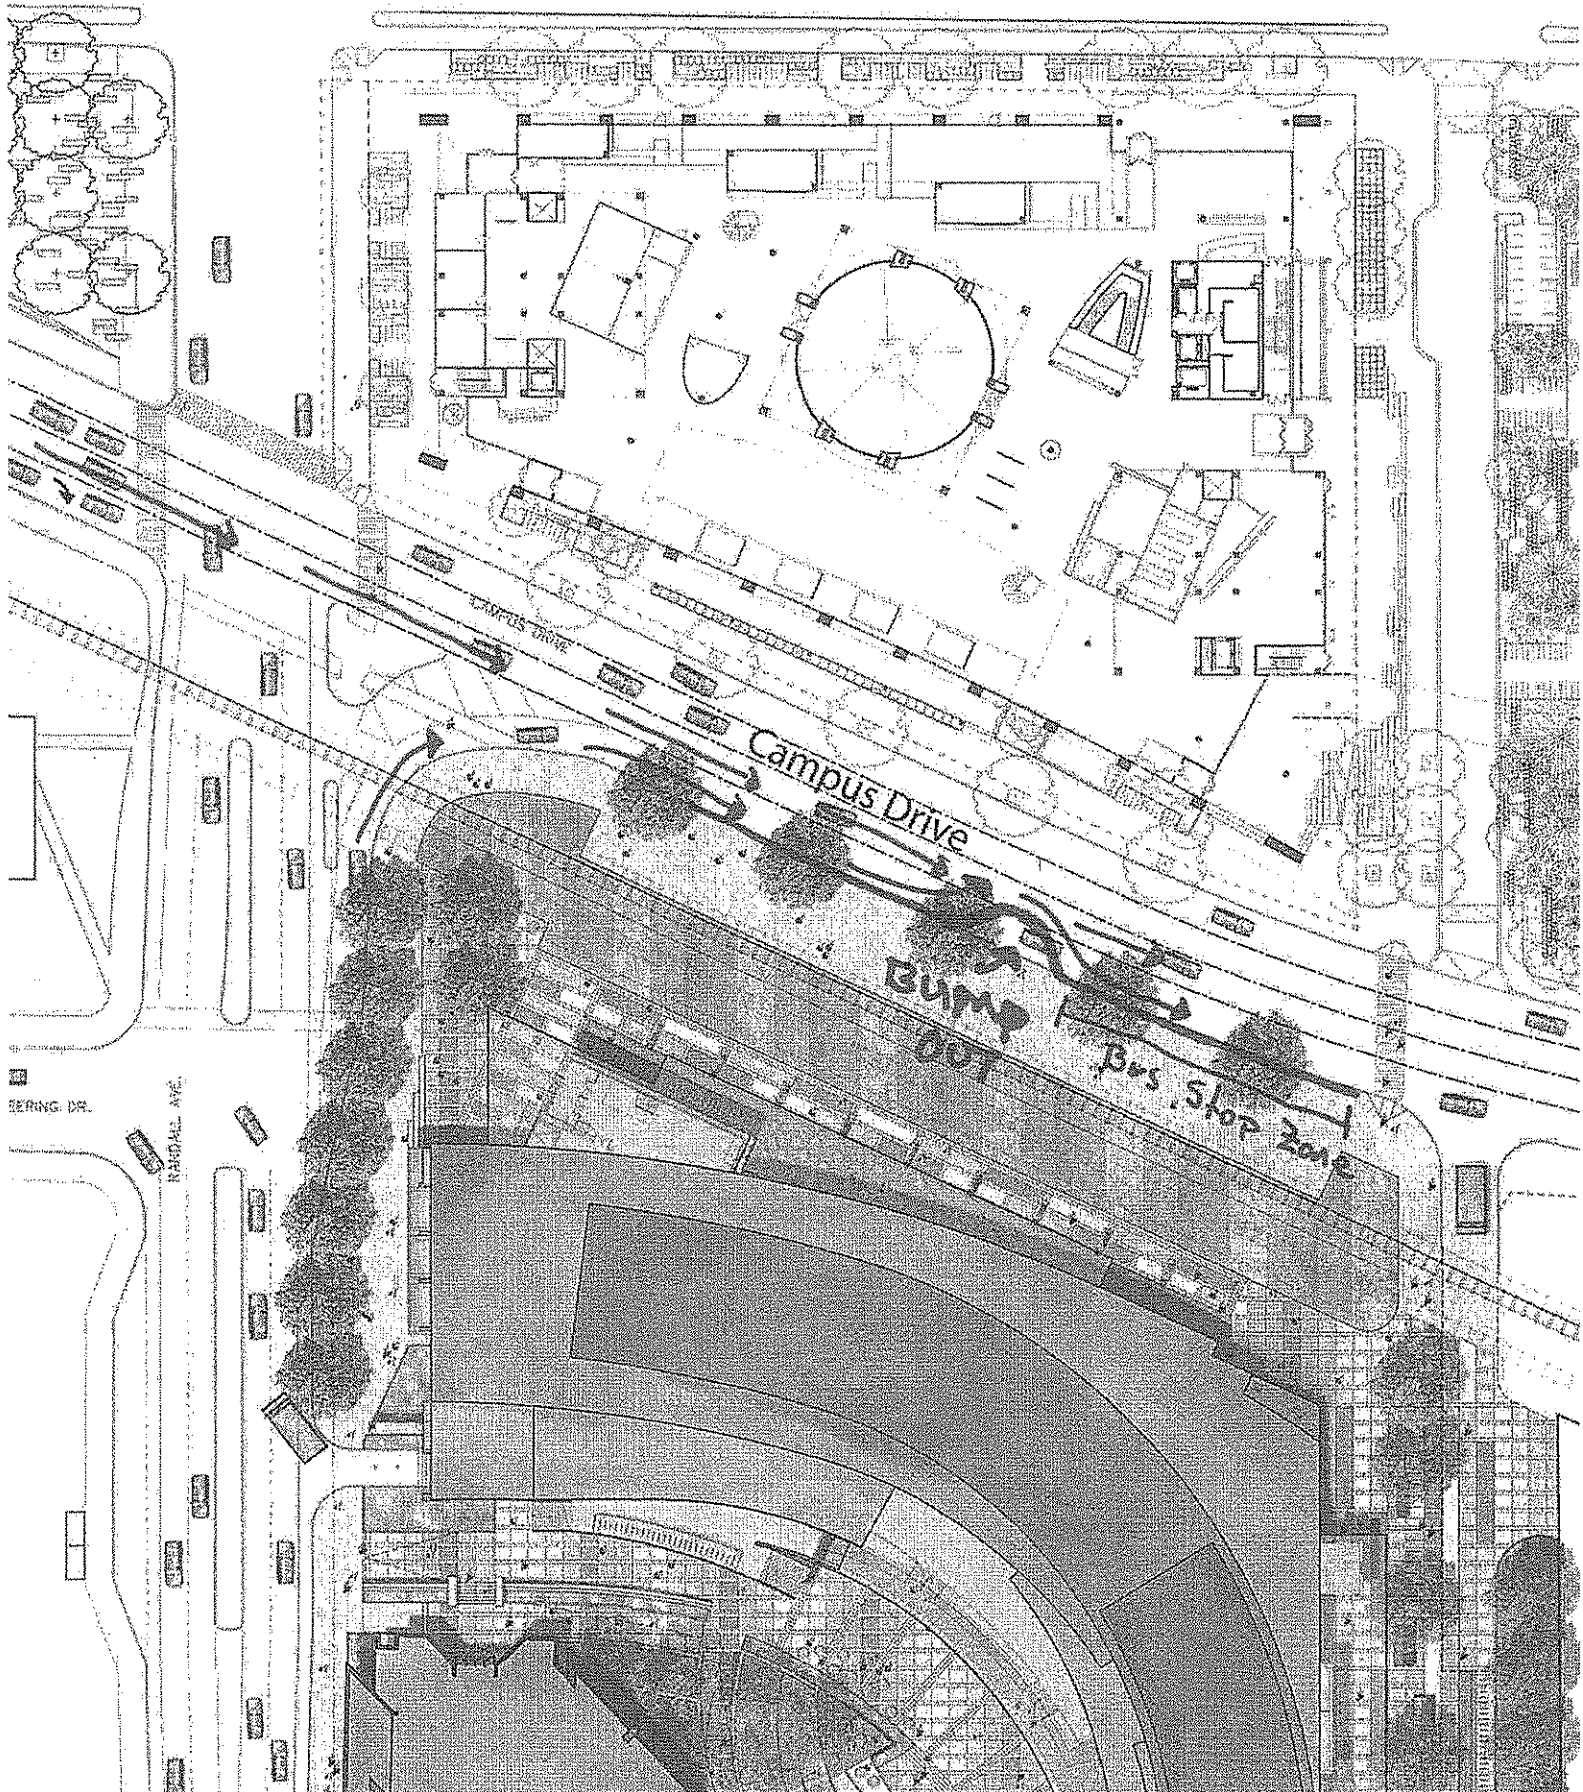 CAMPUS DRIVE
Campus Drive
BUMP
OUT
Bus Stop Zone
EERING DR.
RANDALL AVE.